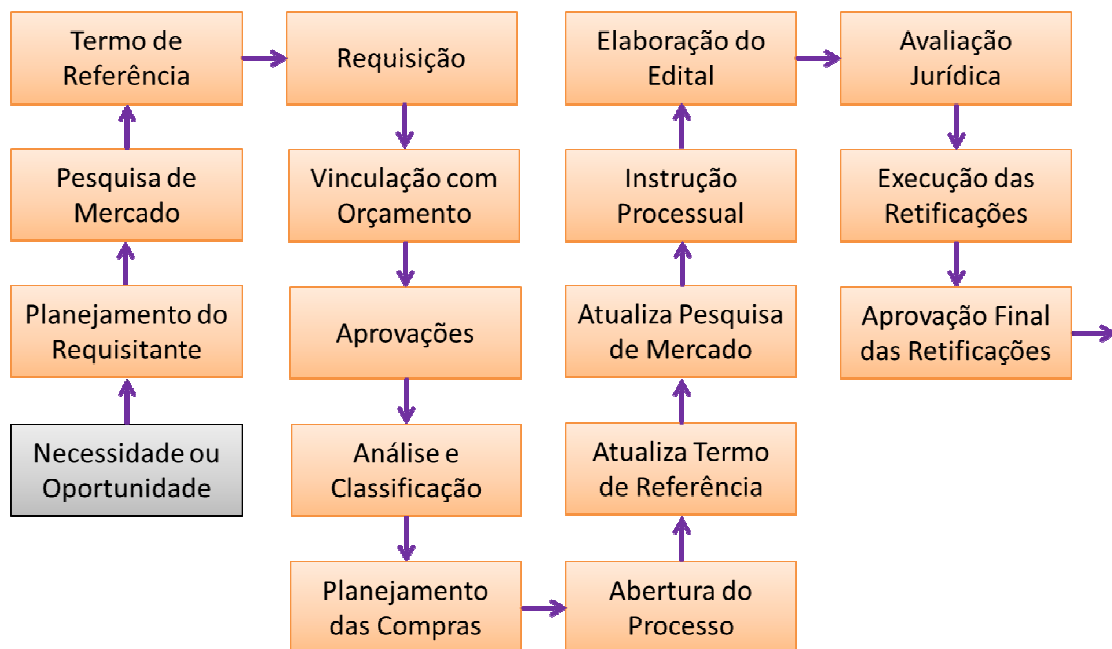 Necessidade ou
Oportunidade
Planejamento do
Requisitante
Pesquisa de
Mercado
Termo de
Referência
Requisição
Vinculação com
Orçamento
Aprovações
Análise e
Classificação
Planejamento
das Compras
Abertura do
Processo
Atualiza Termo
de Referência
Atualiza Pesquisa
de Mercado
Instrução
Processual
Elaboração do
Edital
Avaliação
Jurídica
Execução das
Retificações
Aprovação Final
das Retificações